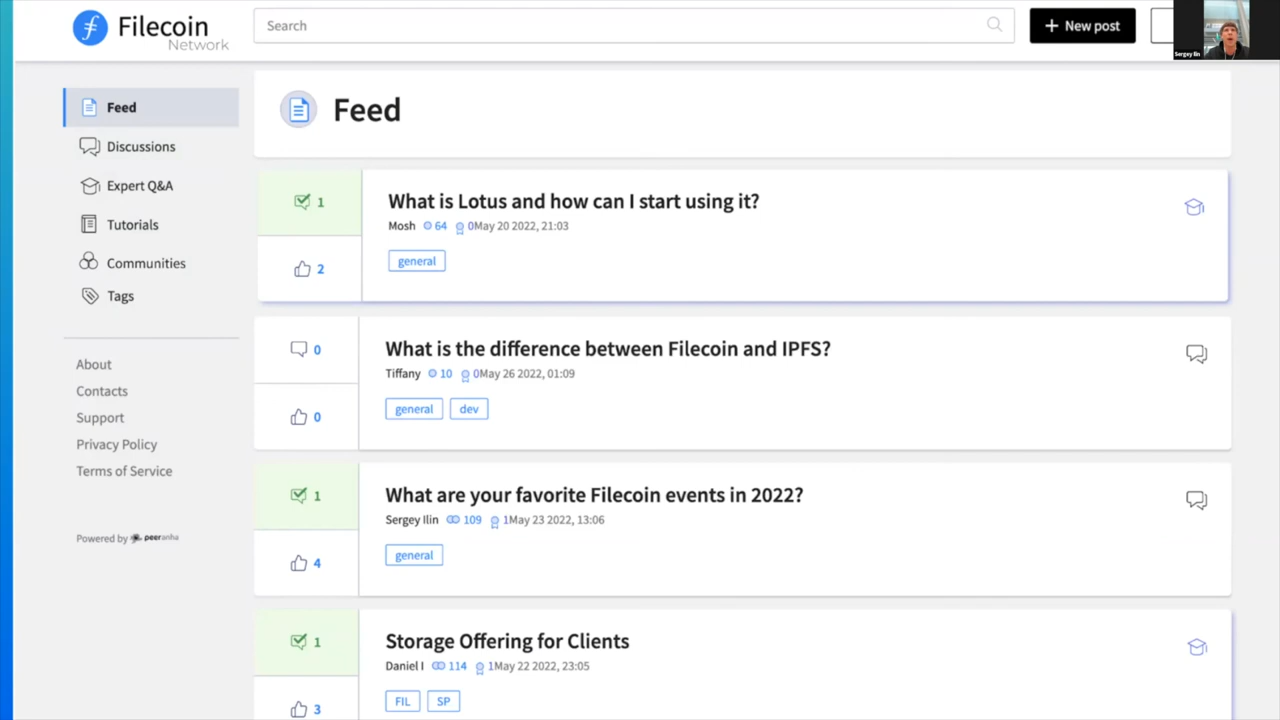 Filecoin
Network
Search
+ New post
Sergey Ilin
Feed
Discussions
Expert Q&A
Tutorials
Communities
Tags
About
Contacts
Support
Privacy Policy
Terms of Service
Powered by peeranha
Feed
1
What is Lotus and how can I start using it?
Mosh 64 0May 20 2022, 21:03
2
general
0
What is the difference between Filecoin and IPFS?
Tiffany 10 0May 26 2022, 01:09
0
general dev
1
What are your favorite Filecoin events in 2022?
Sergey Ilin 109 1May 23 2022, 13:06
4
general
1
Storage Offering for Clients
Daniel I 114 1May 22 2022, 23:05
3
FIL SP